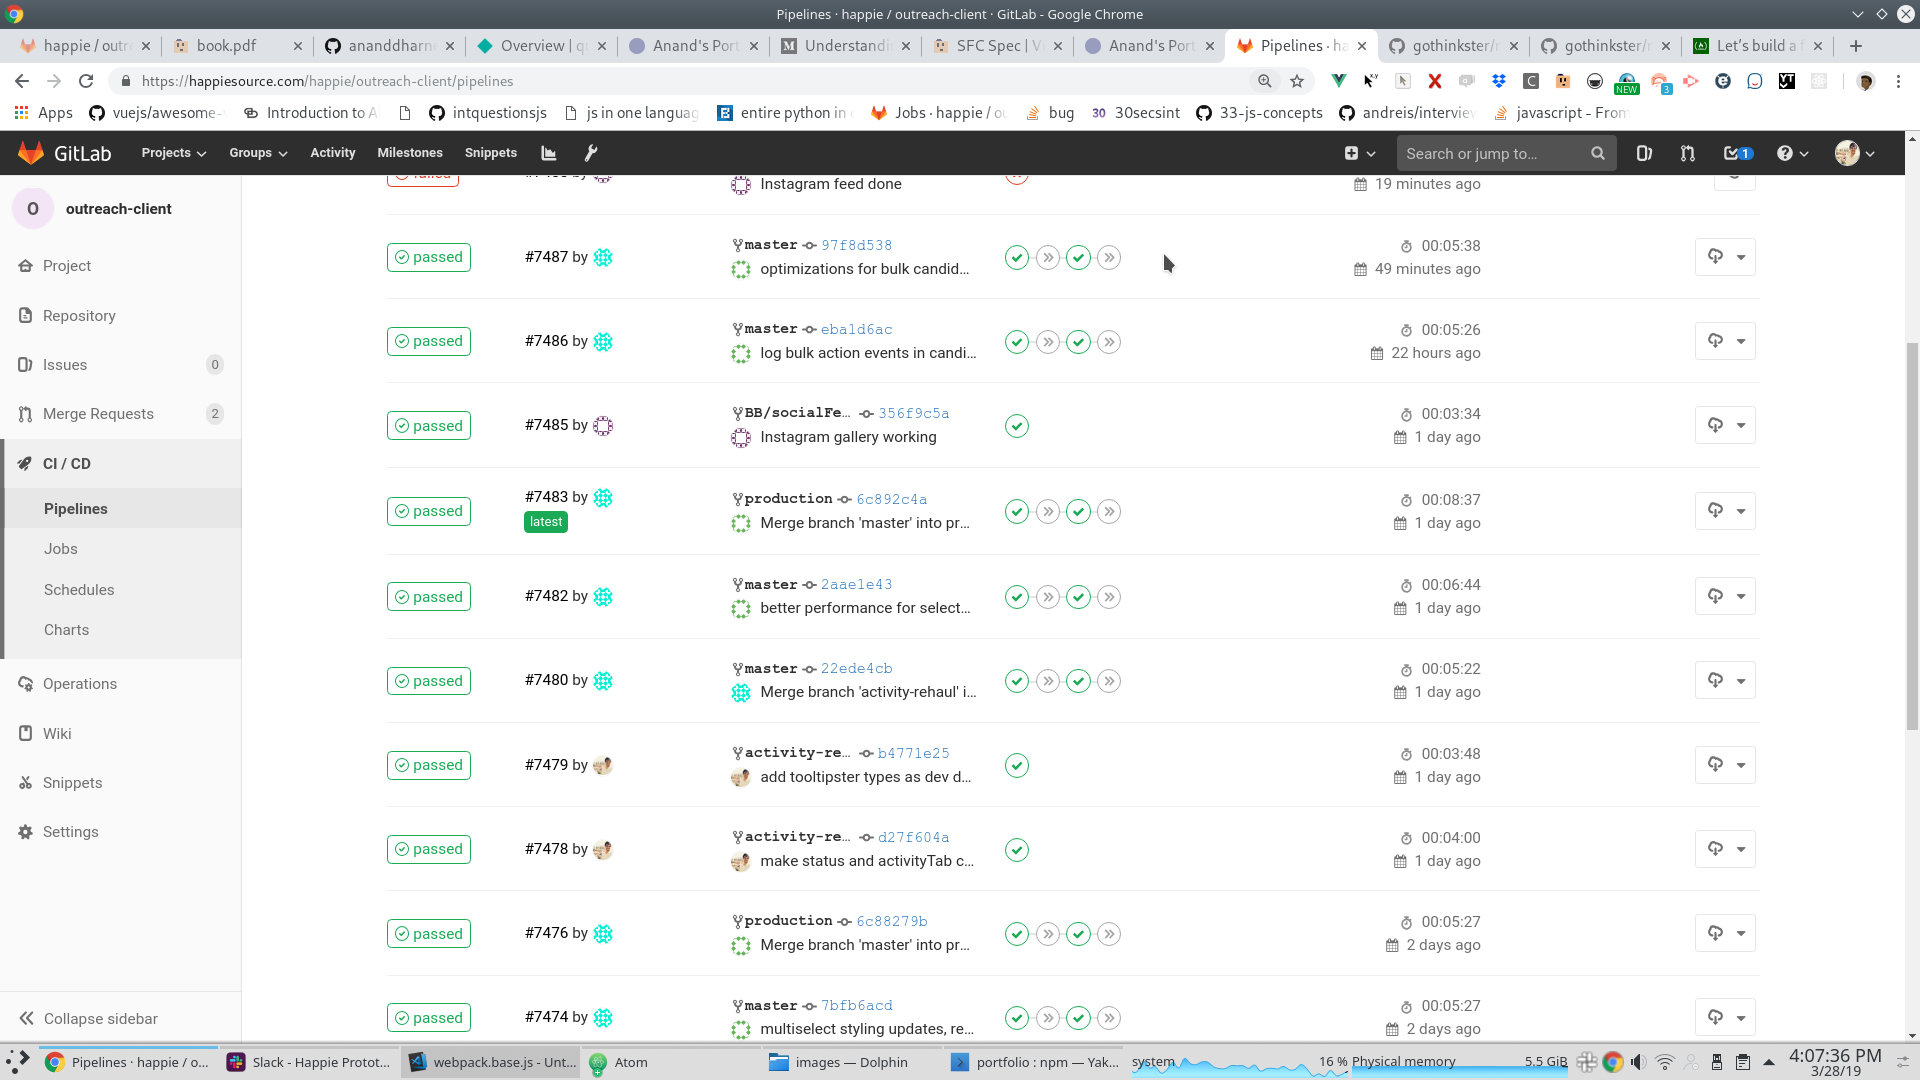 Pipelines · happie / outreach-client · GitLab - Google Chrome
happie / outr
book.pdf
ananddharn
Overview | q
Anand's Port
Understandi
SFC Spec | V
Anand's Port
Pipelines · ha
gothinkster/r
gothinkster/r
Let's build a f
https://happiesource.com/happie/outreach-client/pipelines
NEW
3
Apps
vuejs/awesome-
Introduction to A
intquestionsjs
js in one languag
entire python in
Jobs · happie / ou
bug
30 30secsint
33-js-concepts
andreis/interview
javascript - From
GitLab
Projects
Groups
Activity
Milestones
Snippets
Search or jump to...
1
O
outreach-client
Project
Repository
Issues 0
Merge Requests 2
CI / CD
Pipelines
Jobs
Schedules
Charts
Operations
Wiki
Snippets
Settings
Collapse sidebar
Instagram feed done
19 minutes ago
passed #7487 by master 97f8d538 00:05:38
optimizations for bulk candid... 49 minutes ago
passed #7486 by master eba1d6ac 00:05:26
log bulk action events in candi... 22 hours ago
passed #7485 by BB/socialFe... 356f9c5a 00:03:34
Instagram gallery working 1 day ago
passed #7483 by production 6c892c4a 00:08:37
latest Merge branch 'master' into pr... 1 day ago
passed #7482 by master 2aae1e43 00:06:44
better performance for select... 1 day ago
passed #7480 by master 22ede4cb 00:05:22
Merge branch 'activity-rehaul' i... 1 day ago
passed #7479 by activity-re... b4771e25 00:03:48
add tooltipster types as dev d... 1 day ago
passed #7478 by activity-re... d27f604a 00:04:00
make status and activityTab c... 1 day ago
passed #7476 by production 6c88279b 00:05:27
Merge branch 'master' into pr... 2 days ago
passed #7474 by master 7bfb6acd 00:05:27
multiselect styling updates, re... 2 days ago
Pipelines · happie / o...
Slack - Happie Protot...
webpack.base.js - Unt...
Atom
images — Dolphin
portfolio : npm — Yak...
system 16 %
Physical memory 5.5 GiB
4:07:36 PM
3/28/19